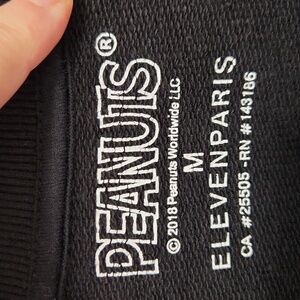 PEANUTS®
© 2018 Peanuts Worldwide LLC
M
ELEVENPARIS
CA #25505 - RN #143186